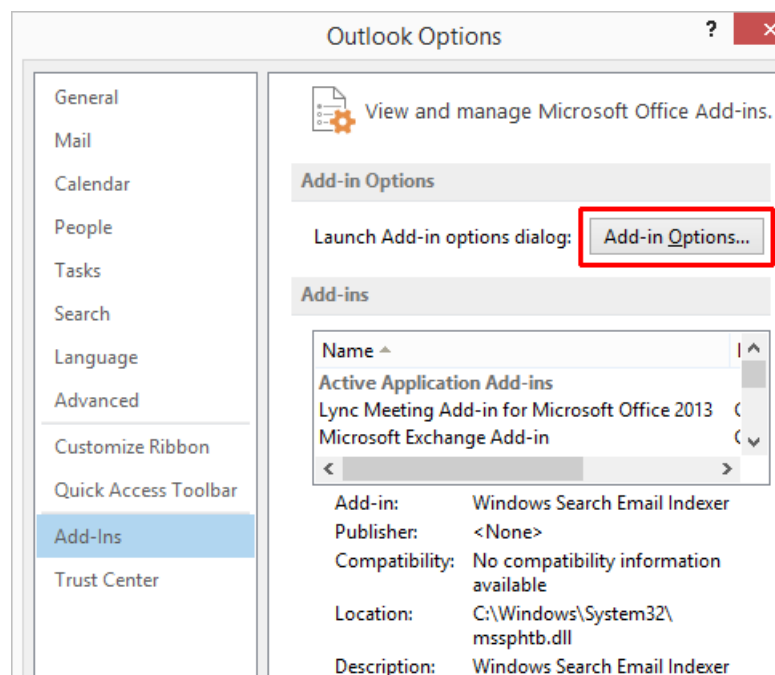 Outlook Options
?
General
Mail
Calendar
People
Tasks
Search
Language
Advanced
Customize Ribbon
Quick Access Toolbar
Add-Ins
Trust Center
View and manage Microsoft Office Add-ins.
Add-in Options
Launch Add-in options dialog: Add-in Options...
Add-ins
Name
Active Application Add-ins
Lync Meeting Add-in for Microsoft Office 2013
Microsoft Exchange Add-in
Add-in: Windows Search Email Indexer
Publisher: <None>
Compatibility: No compatibility information
available
Location: C:\Windows\System32\
mssphtb.dll
Description: Windows Search Email Indexer